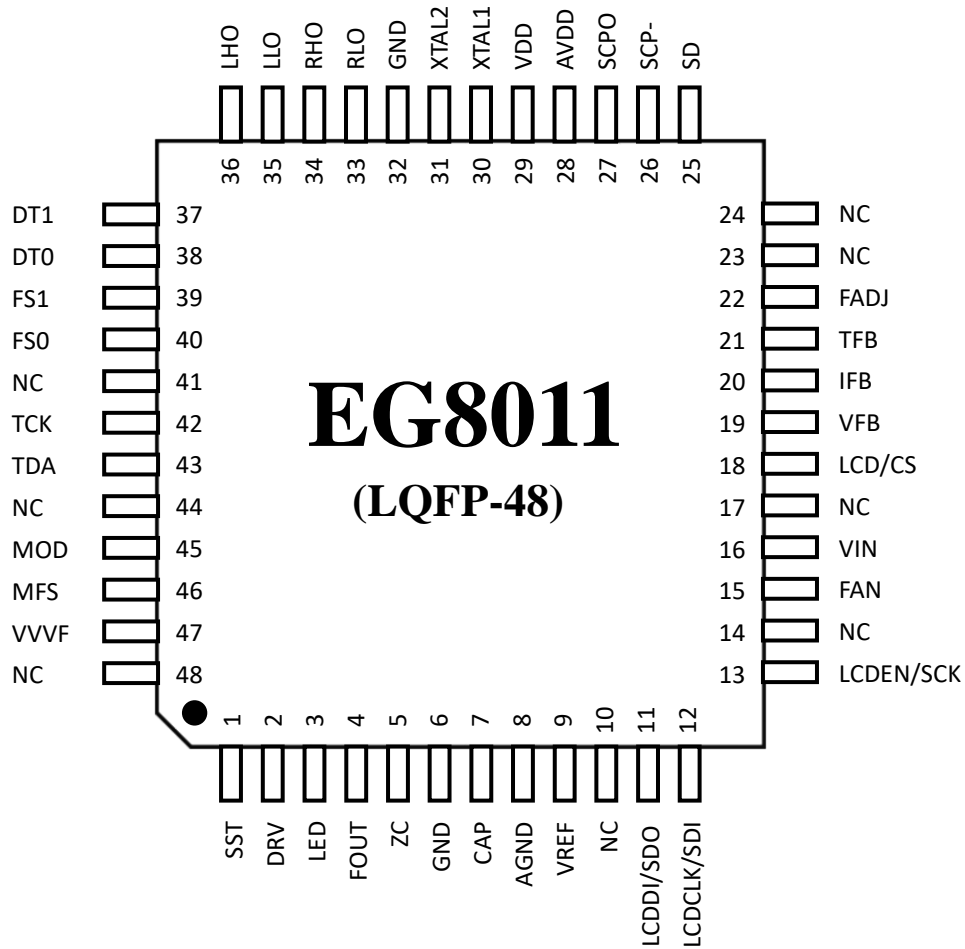 LHO LLO RHO RLO GND XTAL2 XTAL1 VDD AVDD SCPO SCP- SD
36 35 34 33 32 31 30 29 28 27 26 25
DT1 37
DT0 38
FS1 39
FS0 40
NC 41
TCK 42
TDA 43
NC 44
MOD 45
MFS 46
VVVF 47
NC 48
EG8011
(LQFP-48)
24 NC
23 NC
22 FADJ
21 TFB
20 IFB
19 VFB
18 LCD/CS
17 NC
16 VIN
15 FAN
14 NC
13 LCDEN/SCK
1 2 3 4 5 6 7 8 9 10 11 12
SST DRV LED FOUT ZC GND CAP AGND VREF NC LCDDI/SDO LCDCLK/SDI